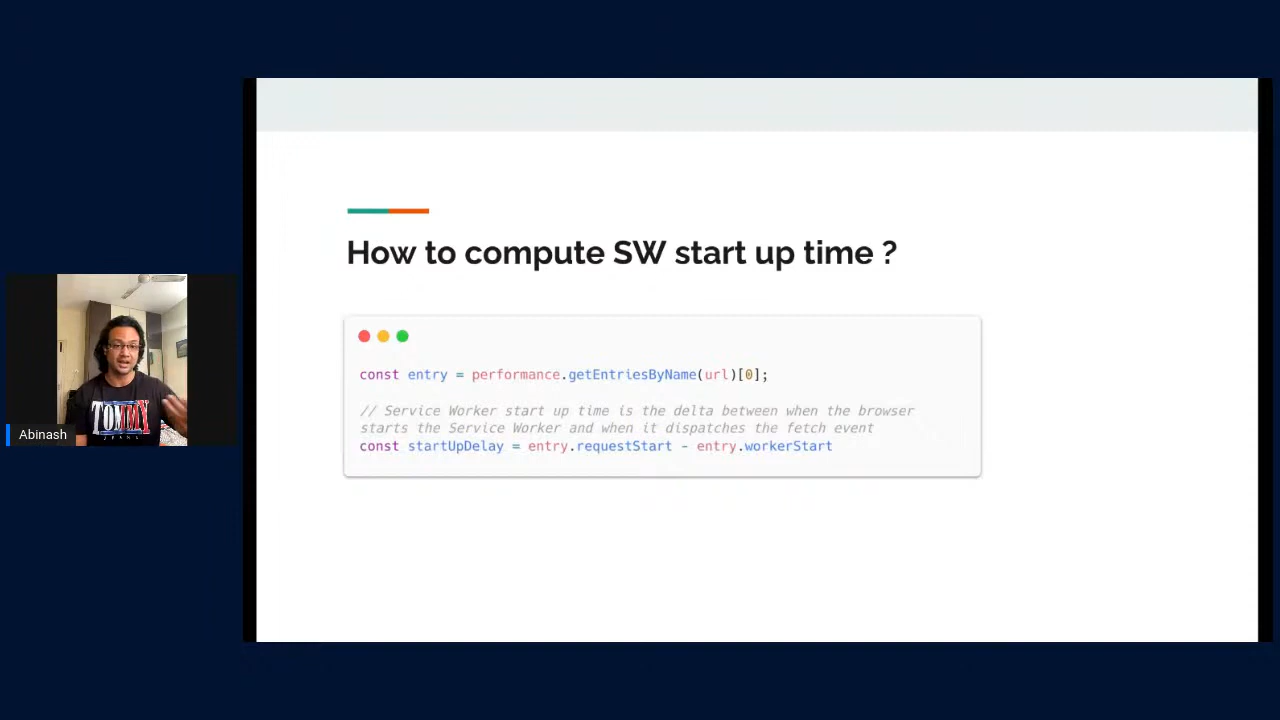 How to compute SW start up time ?
const entry = performance.getEntriesByName(url)[0];
// Service Worker start up time is the delta between when the browser
starts the Service Worker and when it dispatches the fetch event
const startUpDelay = entry.requestStart - entry.workerStart
TOMMY
JEANS
Abinash